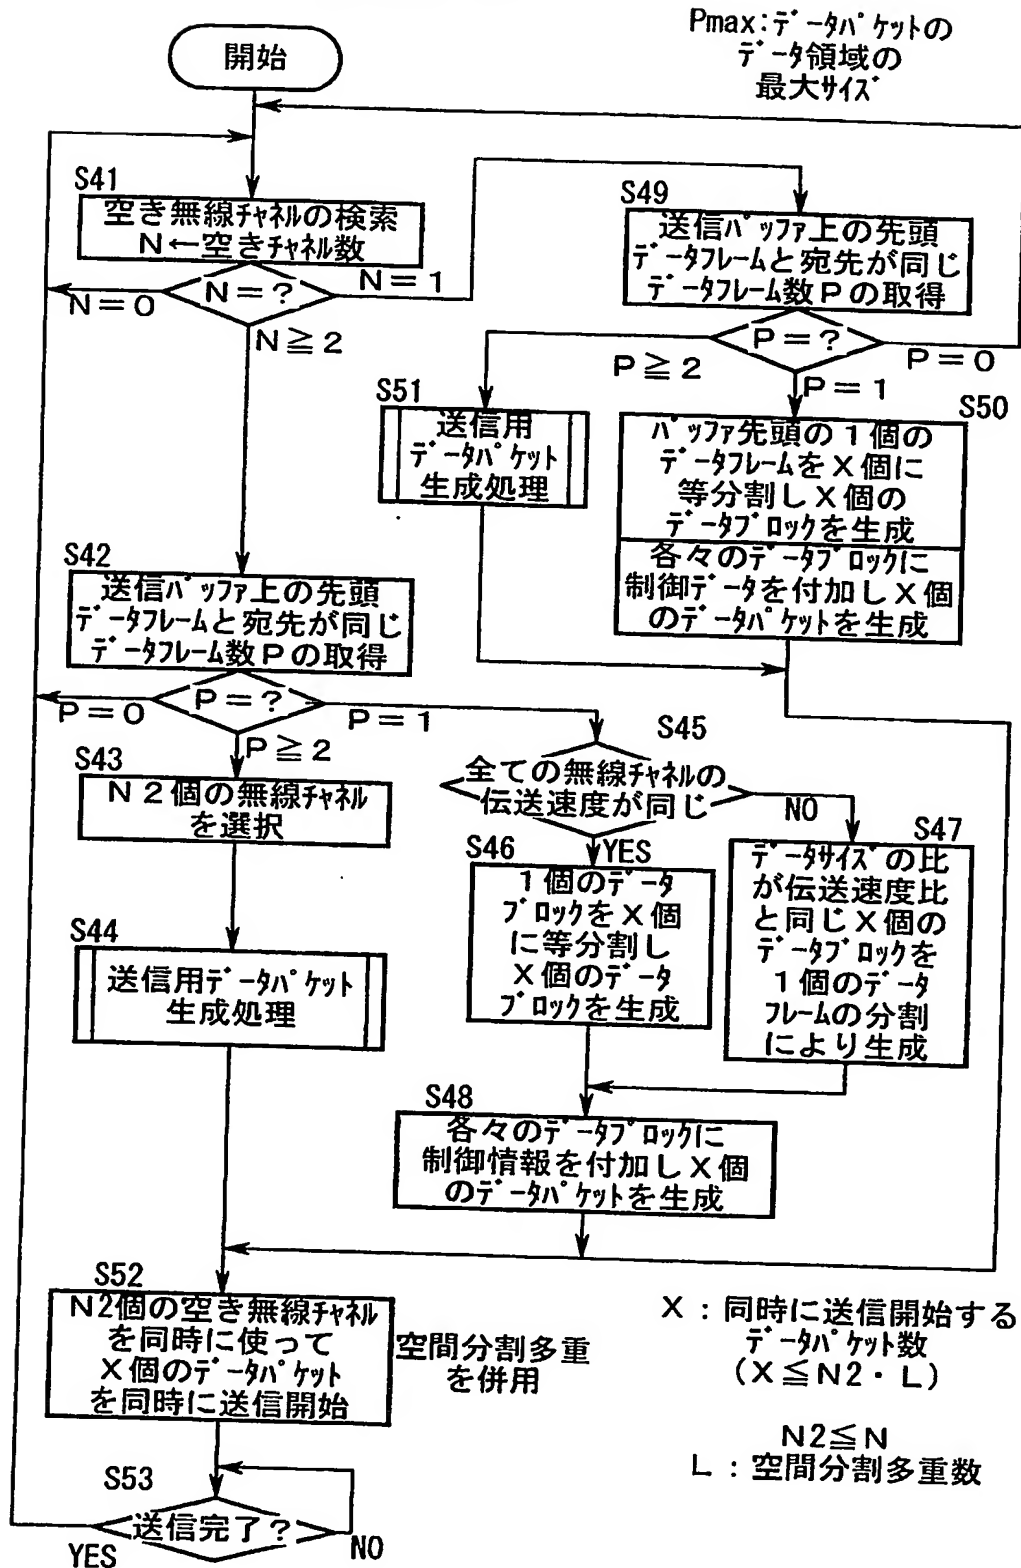 Pmax:データパケットの
データ領域の
最大サイズ
開始
S41
空き無線チャネルの検索
N←空きチャネル数
N=?
N=0
N=1
N≧2
S49
送信バッファ上の先頭
データフレームと宛先が同じ
データフレーム数Pの取得
P=?
P=0
P≧2
P=1
S51
送信用
データパケット
生成処理
S50
バッファ先頭の1個の
データフレームをX個に
等分割しX個の
データブロックを生成
各々のデータブロックに
制御データを付加しX個
のデータパケットを生成
S42
送信バッファ上の先頭
データフレームと宛先が同じ
データフレーム数Pの取得
P=?
P=0
P=1
P≧2
S43
N2個の無線チャネル
を選択
S44
送信用データパケット
生成処理
S45
全ての無線チャネルの
伝送速度が同じ
NO
YES
S46
1個のデータ
ブロックをX個
に等分割し
X個のデータ
ブロックを生成
S47
データサイズの比
が伝送速度比
と同じX個の
データブロックを
1個のデータ
フレームの分割
により生成
S48
各々のデータブロックに
制御情報を付加しX個
のデータパケットを生成
S52
N2個の空き無線チャネル
を同時に使って
X個のデータパケット
を同時に送信開始
空間分割多重
を併用
X:同時に送信開始する
データパケット数
(X≦N2・L)
N2≦N
L:空間分割多重数
S53
送信完了?
YES
NO